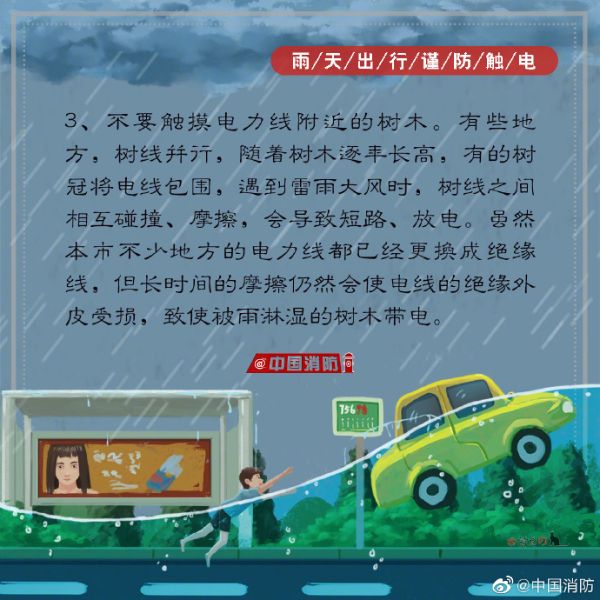 雨/天/出/行/谨/防/触/电
3、不要触摸电力线附近的树木。有些地
方，树线并行，随着树木逐年长高，有的树
冠将电线包围，遇到雷雨大风时，树线之间
相互碰撞、摩擦，会导致短路、放电。虽然
本市不少地方的电力线都已经更换成绝缘
线，但长时间的摩擦仍然会使电线的绝缘外
皮受损，致使被雨淋湿的树木带电。
@中国消防
@中国消防